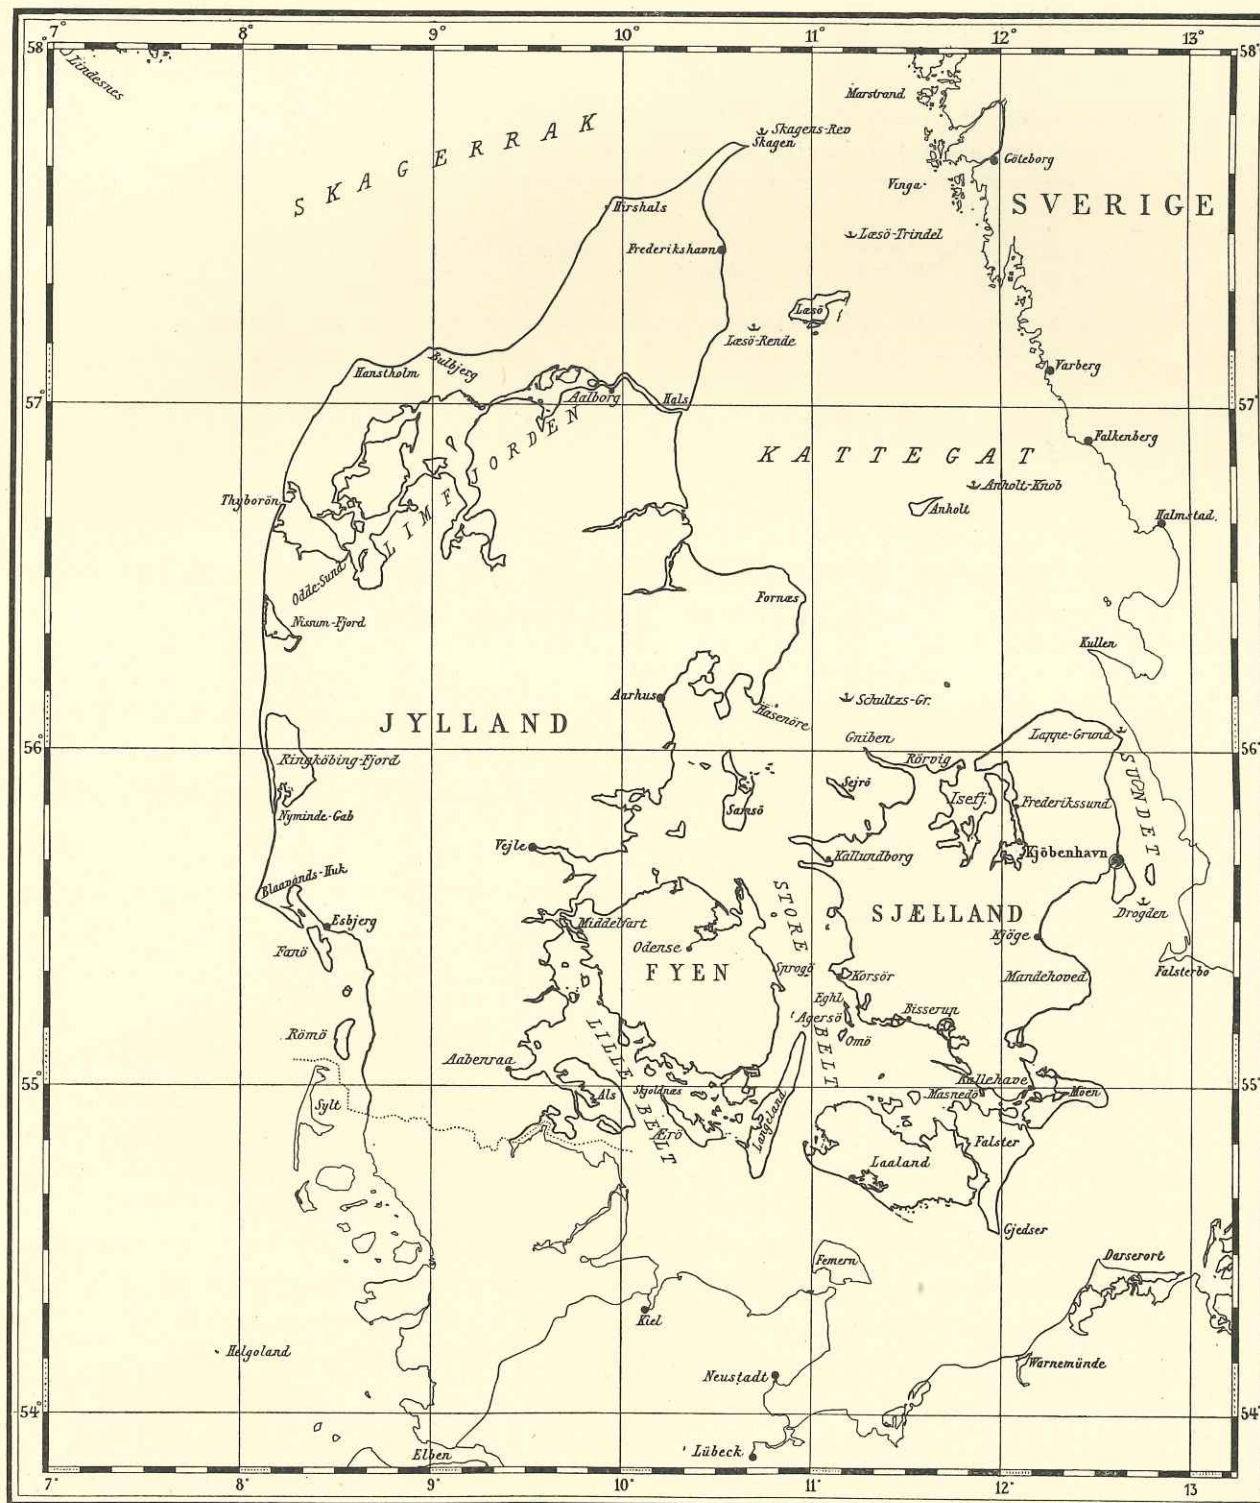 7°
8°
9°
10°
11°
12°
13°
58°
58°
Lindesnes
Marstrand
SKAGERRAK
Skagens-Rev
Skagen
Göteborg
Vinga
SVERIGE
Hirshals
Læsö-Trindel
Frederikshavn
Læsö
Læsö-Rende
Bulbjerg
Hanstholm
Varberg
Aalborg
Hals
57°
57°
LIMFJORDEN
Falkenberg
KATTEGAT
Anholt-Knob
Anholt
Thyborön
Halmstad.
Odde-Sund
Fornæs
Nissum-Fjord
Kullen
Aarhus
Schultzs-Gr.
Hasenöre
JYLLAND
Gniben
Lappe-Grund
56°
56°
Ringköbing-Fjord
Rörvig
SUNDET
Sejrö
Isefj.
Frederikssund
Samsö
Nyminde-Gab
Vejle
Kallundborg
Kjöbenhavn
Blaavands-Huk
STORE
SJÆLLAND
Drogden
Esbjerg
Middelfart
Kjöge
Fanö
Odense
FYEN
Sprogö
Korsör
Mandehoved
Falsterbo
Eghl
Bisserup
Agersö
Römö
LILLE
BELT
Omö
Aabenraa
Kallehave
55°
55°
Sylt
Als
Skjoldnæs
Masnedö
Möen
Langeland
Ærö
BELT
Falster
Laaland
Gjedser
Femern
Darserort
Kiel
Helgoland
Warnemünde
Neustadt
54°
54°
Elben
Lübeck
7°
8°
9°
10°
11°
12°
13